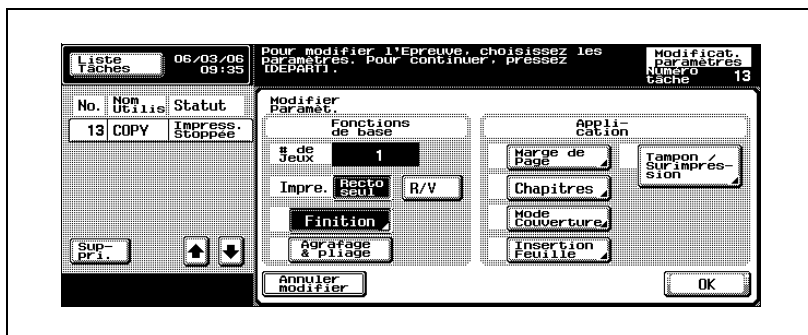 Liste
Tâches
06/03/06
09:35
Pour modifier l'Epreuve, choisissez les
paramètres. Pour continuer, pressez
[DEPART].
Modificat.
paramètres
Numéro
tâche 13
No. Nom
Utilis Statut
13 COPY Impress.
Stoppée
Sup-
pri.
Modifier
Paramèt.
Fonctions
de base
# de
Jeux 1
Impre. Recto
seul R/V
Finition
Agrafage
& pliage
Appli-
cation
Marge de
Page
Tampon /
Surimpres-
sion
Chapitres
Mode
Couverture
Insertion
Feuille
Annuler
modifier
OK